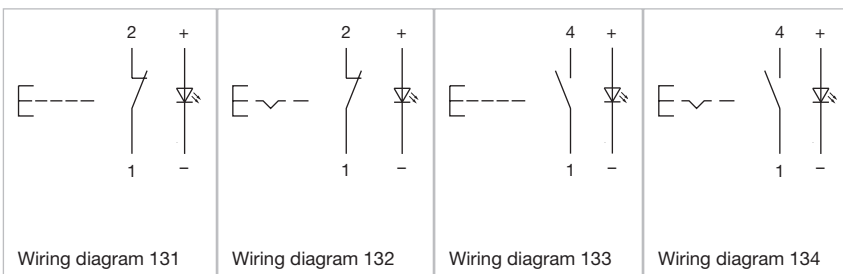 2 +
1 –
Wiring diagram 131
2 +
1 –
Wiring diagram 132
4 +
1 –
Wiring diagram 133
4 +
1 –
Wiring diagram 134